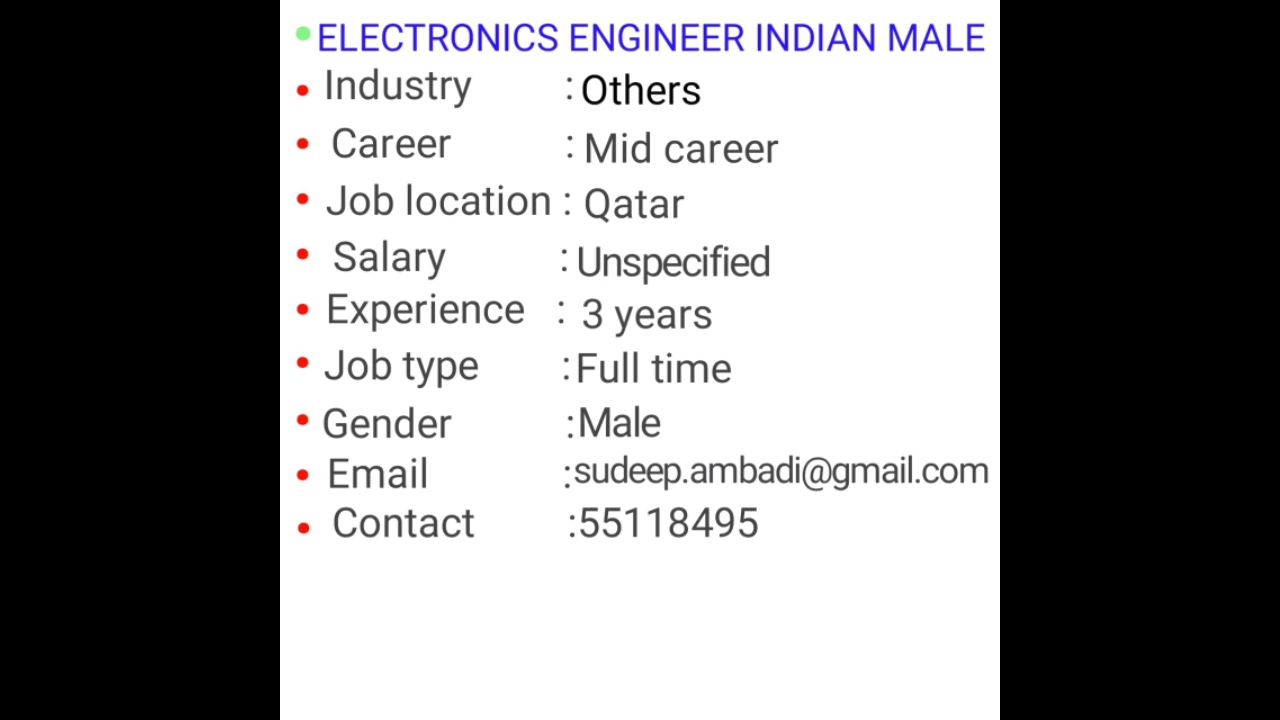 • ELECTRONICS ENGINEER INDIAN MALE
• Industry : Others
• Career : Mid career
• Job location : Qatar
• Salary : Unspecified
• Experience : 3 years
• Job type : Full time
• Gender : Male
• Email : sudeep.ambadi@gmail.com
• Contact : 55118495